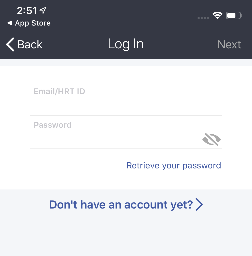 2:51
◂ App Store
Back Log In Next
Email/HRT ID
Password
Retrieve your password
Don't have an account yet?